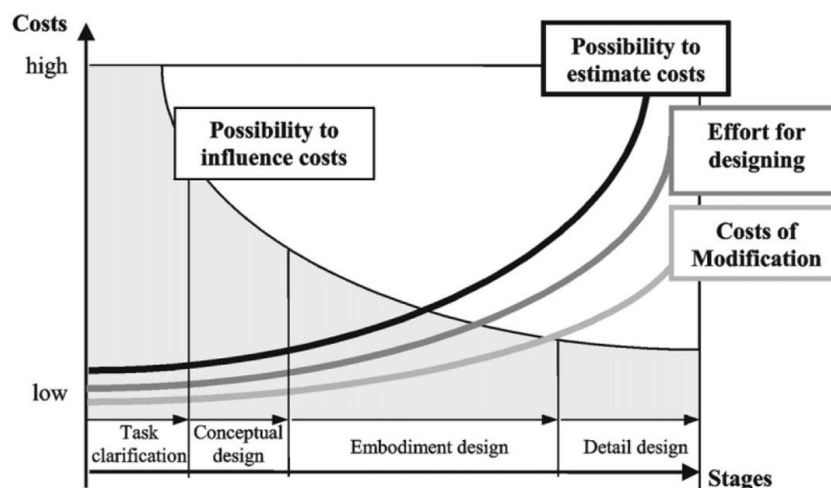 Costs
high
Possibility to
estimate costs
Possibility to
influence costs
Effort for
designing
Costs of
Modification
low
Task
clarification
Conceptual
design
Embodiment design
Detail design
Stages